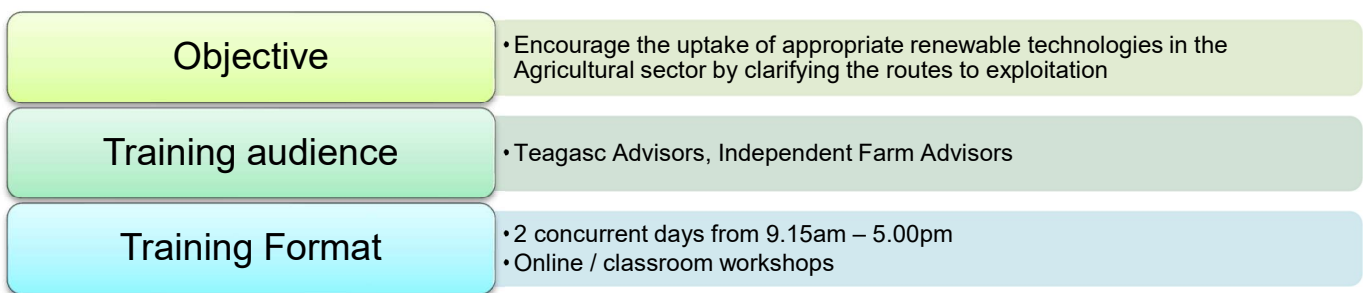 Objective
•Encourage the uptake of appropriate renewable technologies in the
Agricultural sector by clarifying the routes to exploitation
Training audience
•Teagasc Advisors, Independent Farm Advisors
Training Format
•2 concurrent days from 9.15am – 5.00pm
•Online / classroom workshops